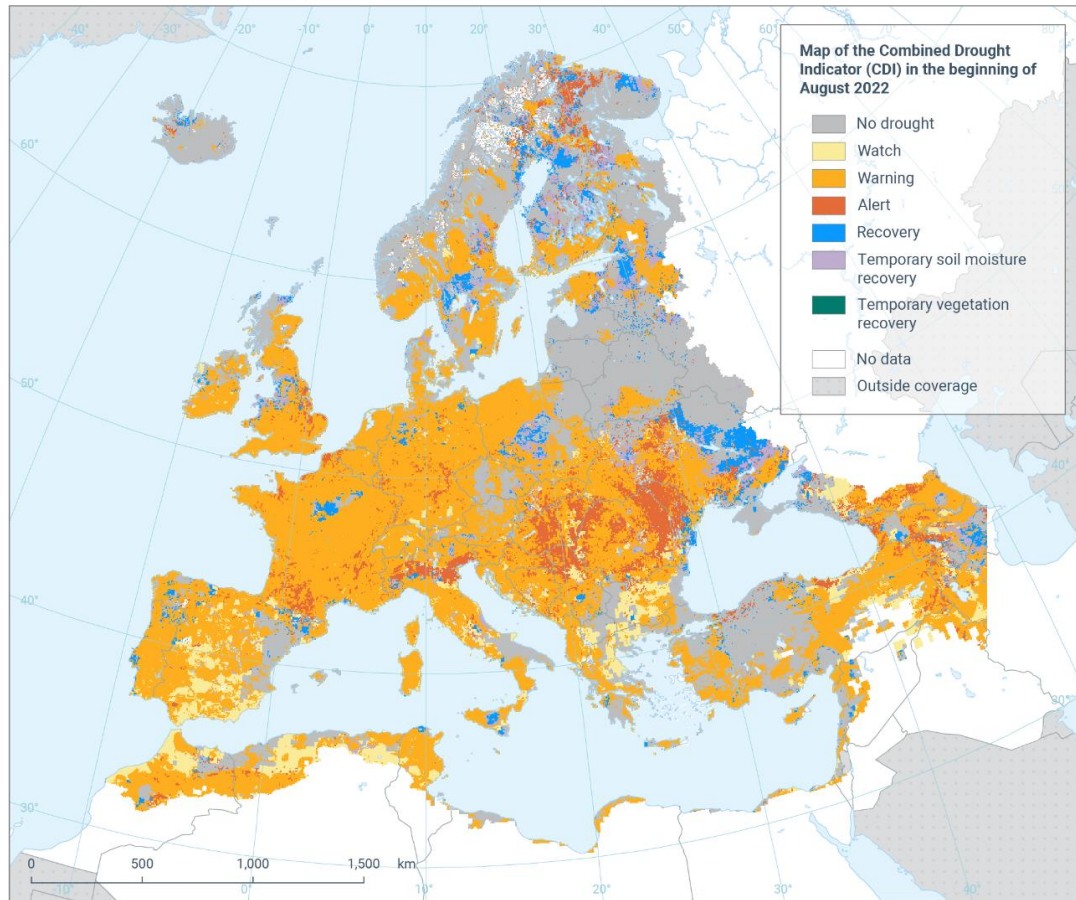 -40° -30° -20° -10° 0° 10° 20° 30° 40° 50° 60° 70° 80°
Map of the Combined Drought
Indicator (CDI) in the beginning of
August 2022
No drought
Watch
Warning
Alert
Recovery
Temporary soil moisture
recovery
Temporary vegetation
recovery
No data
Outside coverage
60°
50°
40°
40°
30°
30°
0 500 1,000 1,500 km
-10° 0° 10° 20° 30° 40°